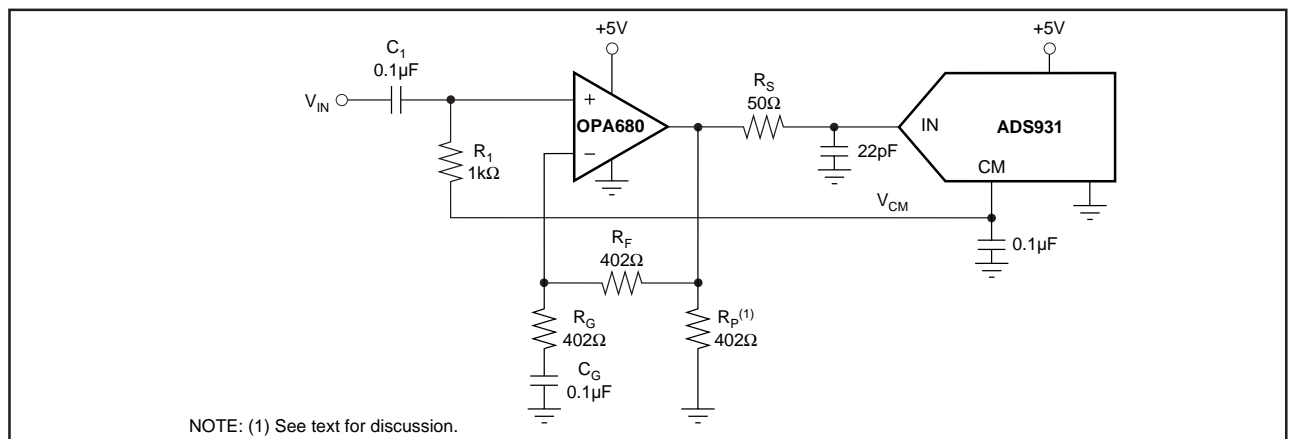 +5V
+5V
C1
0.1µF
VIN
RS
50Ω
+
OPA680
–
IN
ADS931
22pF
R1
1kΩ
CM
VCM
0.1µF
RF
402Ω
RG
402Ω
RP(1)
402Ω
CG
0.1µF
NOTE: (1) See text for discussion.